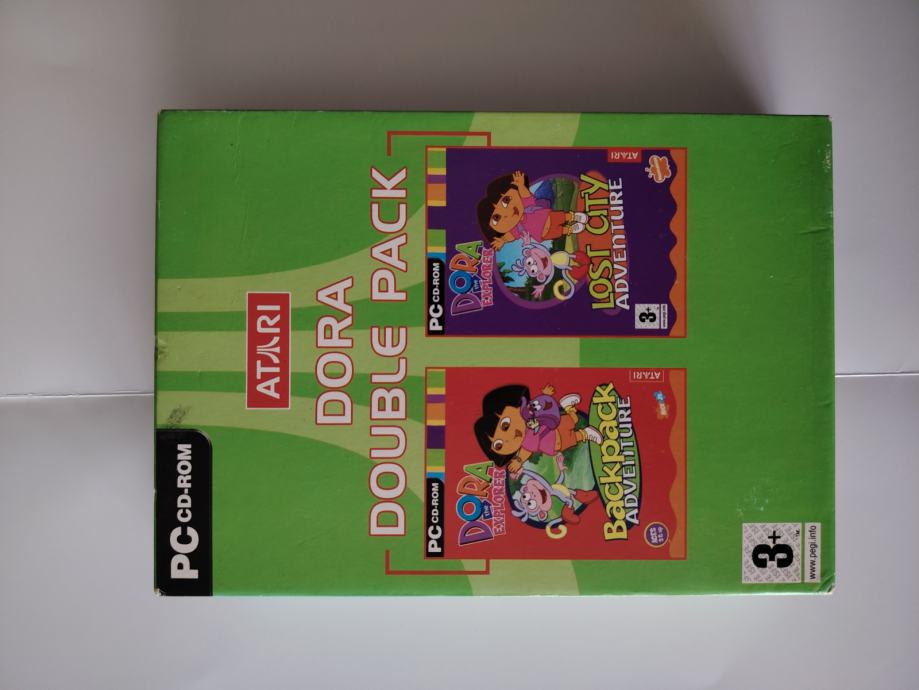 PC CD-ROM
ATARI
DORA
DOUBLE PACK
PC CD-ROM
DORA
the
EXPLORER
Backpack
ADVENTURE
ATARI
PC CD-ROM
DORA
the
EXPLORER
LOST CITY
ADVENTURE
3+
ATARI
3+
www.pegi.info